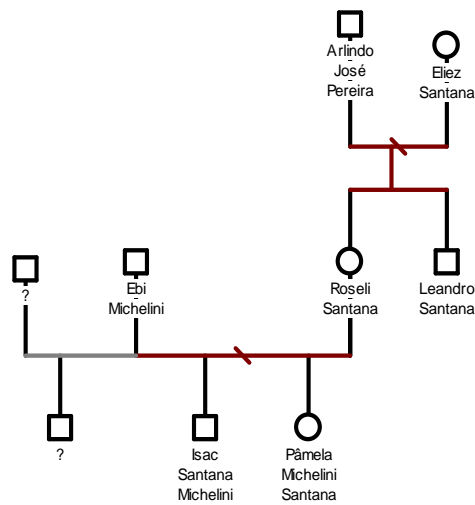 Arlindo
José
Pereira
Eliez
Santana
?
Ebi
Michelini
Roseli
Santana
Leandro
Santana
?
Isac
Santana
Michelini
Pâmela
Michelini
Santana